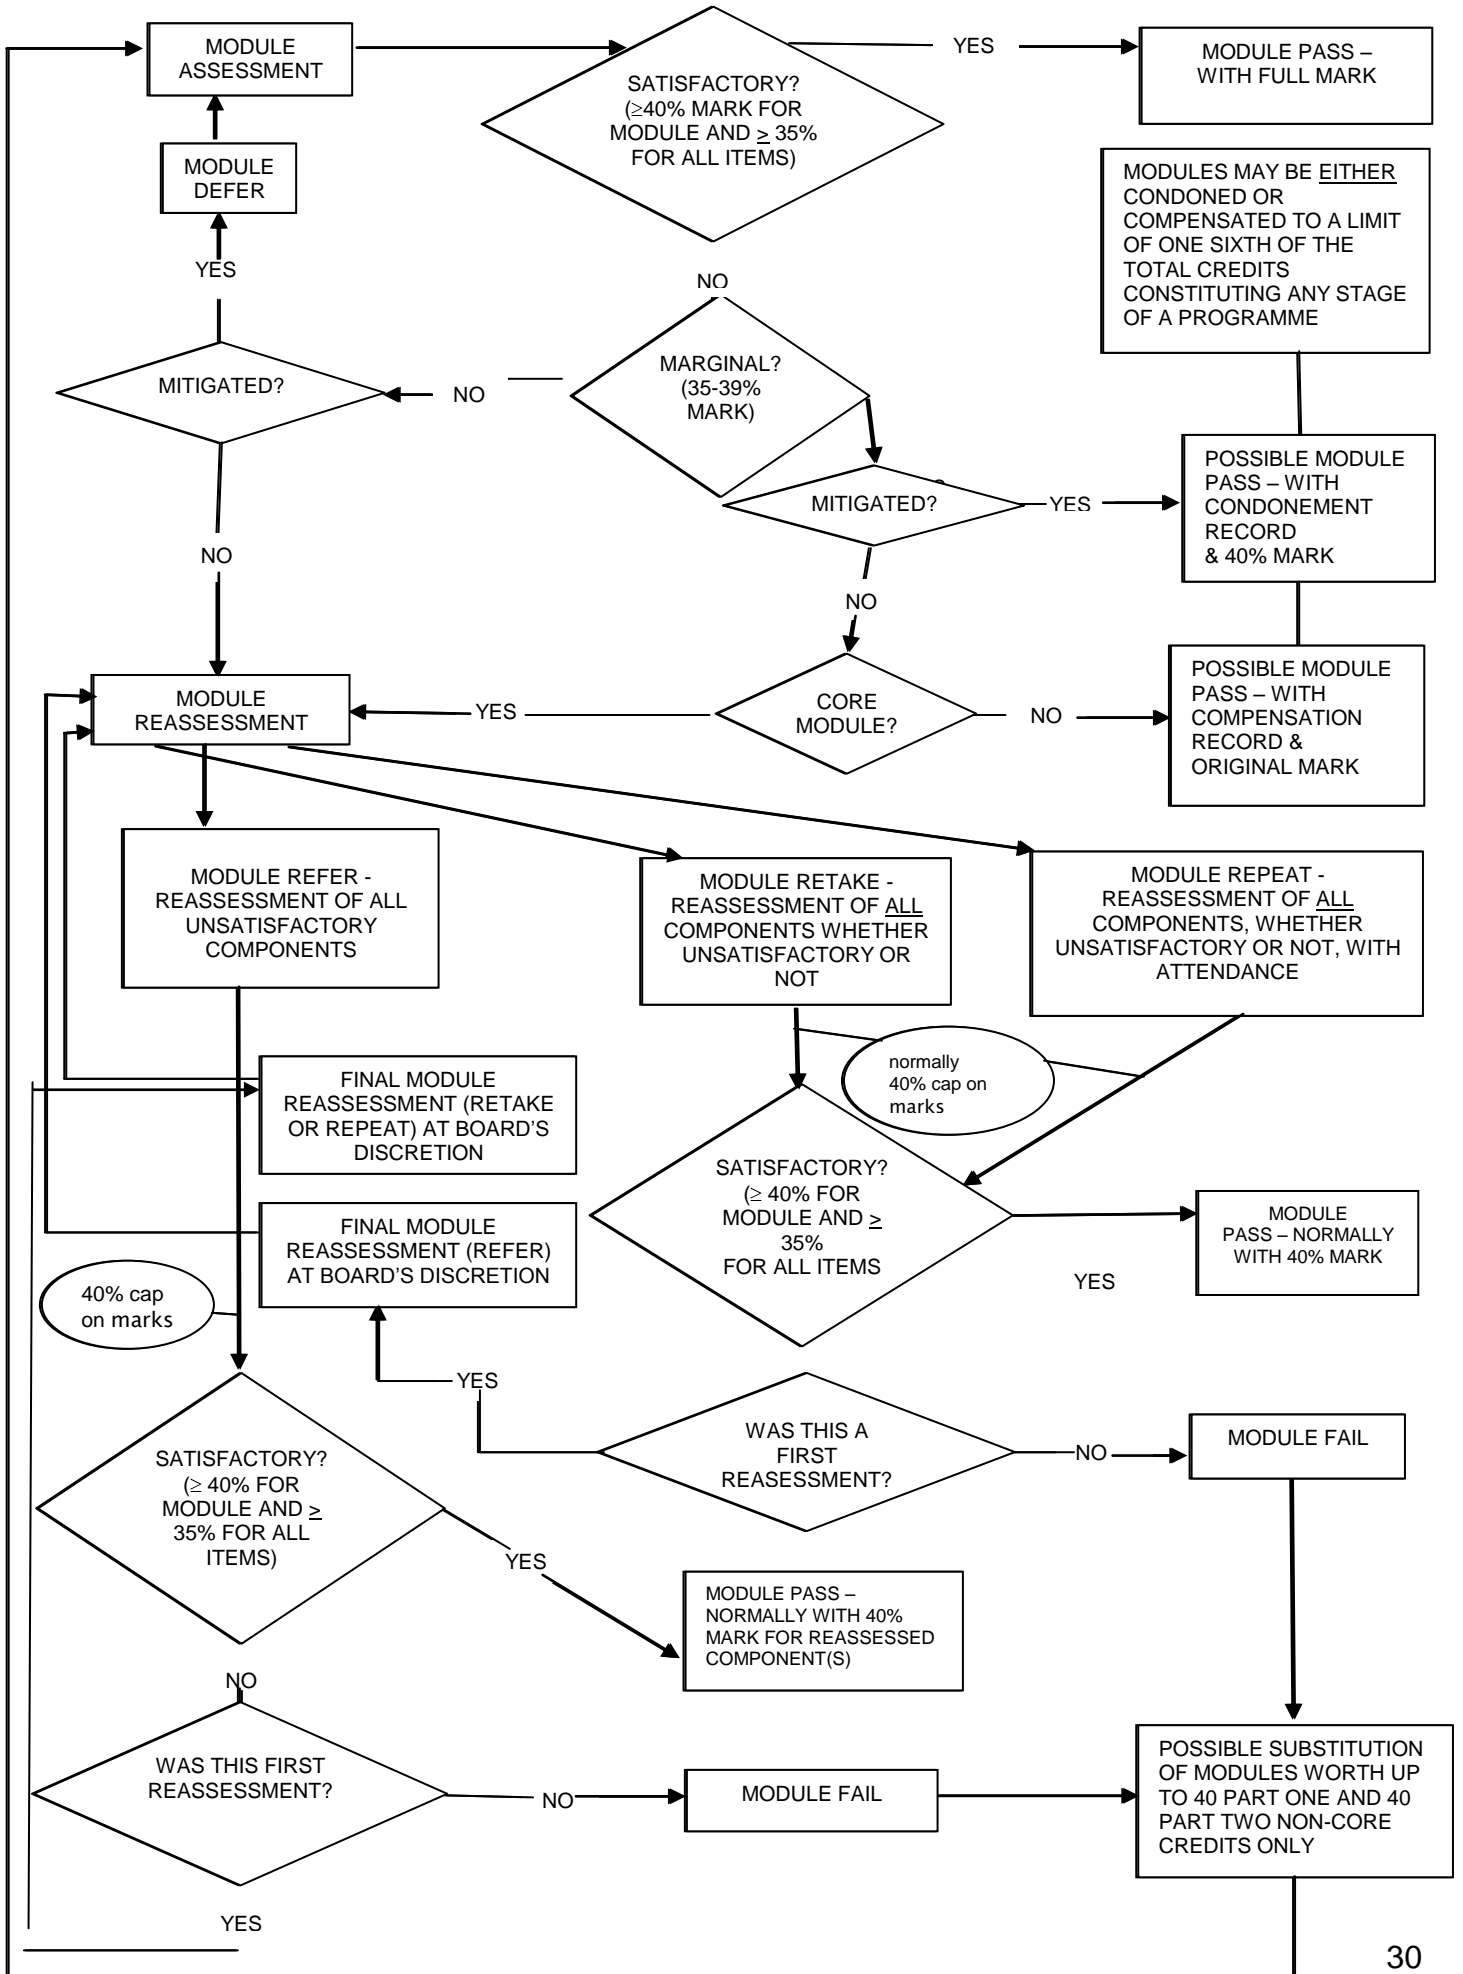 MODULE
ASSESSMENT
SATISFACTORY?
(≥40% MARK FOR
MODULE AND ≥ 35%
FOR ALL ITEMS)
YES
MODULE PASS –
WITH FULL MARK
MODULE
DEFER
MODULES MAY BE EITHER
CONDONED OR
COMPENSATED TO A LIMIT
OF ONE SIXTH OF THE
TOTAL CREDITS
CONSTITUTING ANY STAGE
OF A PROGRAMME
YES
NO
MITIGATED?
NO
MARGINAL?
(35-39%
MARK)
MITIGATED?
YES
POSSIBLE MODULE
PASS – WITH
CONDONEMENT
RECORD
& 40% MARK
NO
NO
MODULE
REASSESSMENT
YES
CORE
MODULE?
NO
POSSIBLE MODULE
PASS – WITH
COMPENSATION
RECORD &
ORIGINAL MARK
MODULE REFER -
REASSESSMENT OF ALL
UNSATISFACTORY
COMPONENTS
MODULE RETAKE -
REASSESSMENT OF ALL
COMPONENTS WHETHER
UNSATISFACTORY OR
NOT
MODULE REPEAT -
REASSESSMENT OF ALL
COMPONENTS, WHETHER
UNSATISFACTORY OR NOT, WITH
ATTENDANCE
normally
40% cap on
marks
FINAL MODULE
REASSESSMENT (RETAKE
OR REPEAT) AT BOARD'S
DISCRETION
SATISFACTORY?
(≥ 40% FOR
MODULE AND ≥
35%
FOR ALL ITEMS
FINAL MODULE
REASSESSMENT (REFER)
AT BOARD'S DISCRETION
MODULE
PASS – NORMALLY
WITH 40% MARK
YES
40% cap
on marks
YES
WAS THIS A
FIRST
REASESSMENT?
NO
MODULE FAIL
SATISFACTORY?
(≥ 40% FOR
MODULE AND ≥
35% FOR ALL
ITEMS)
YES
MODULE PASS –
NORMALLY WITH 40%
MARK FOR REASSESSED
COMPONENT(S)
NO
WAS THIS FIRST
REASSESSMENT?
NO
MODULE FAIL
POSSIBLE SUBSTITUTION
OF MODULES WORTH UP
TO 40 PART ONE AND 40
PART TWO NON-CORE
CREDITS ONLY
YES
30